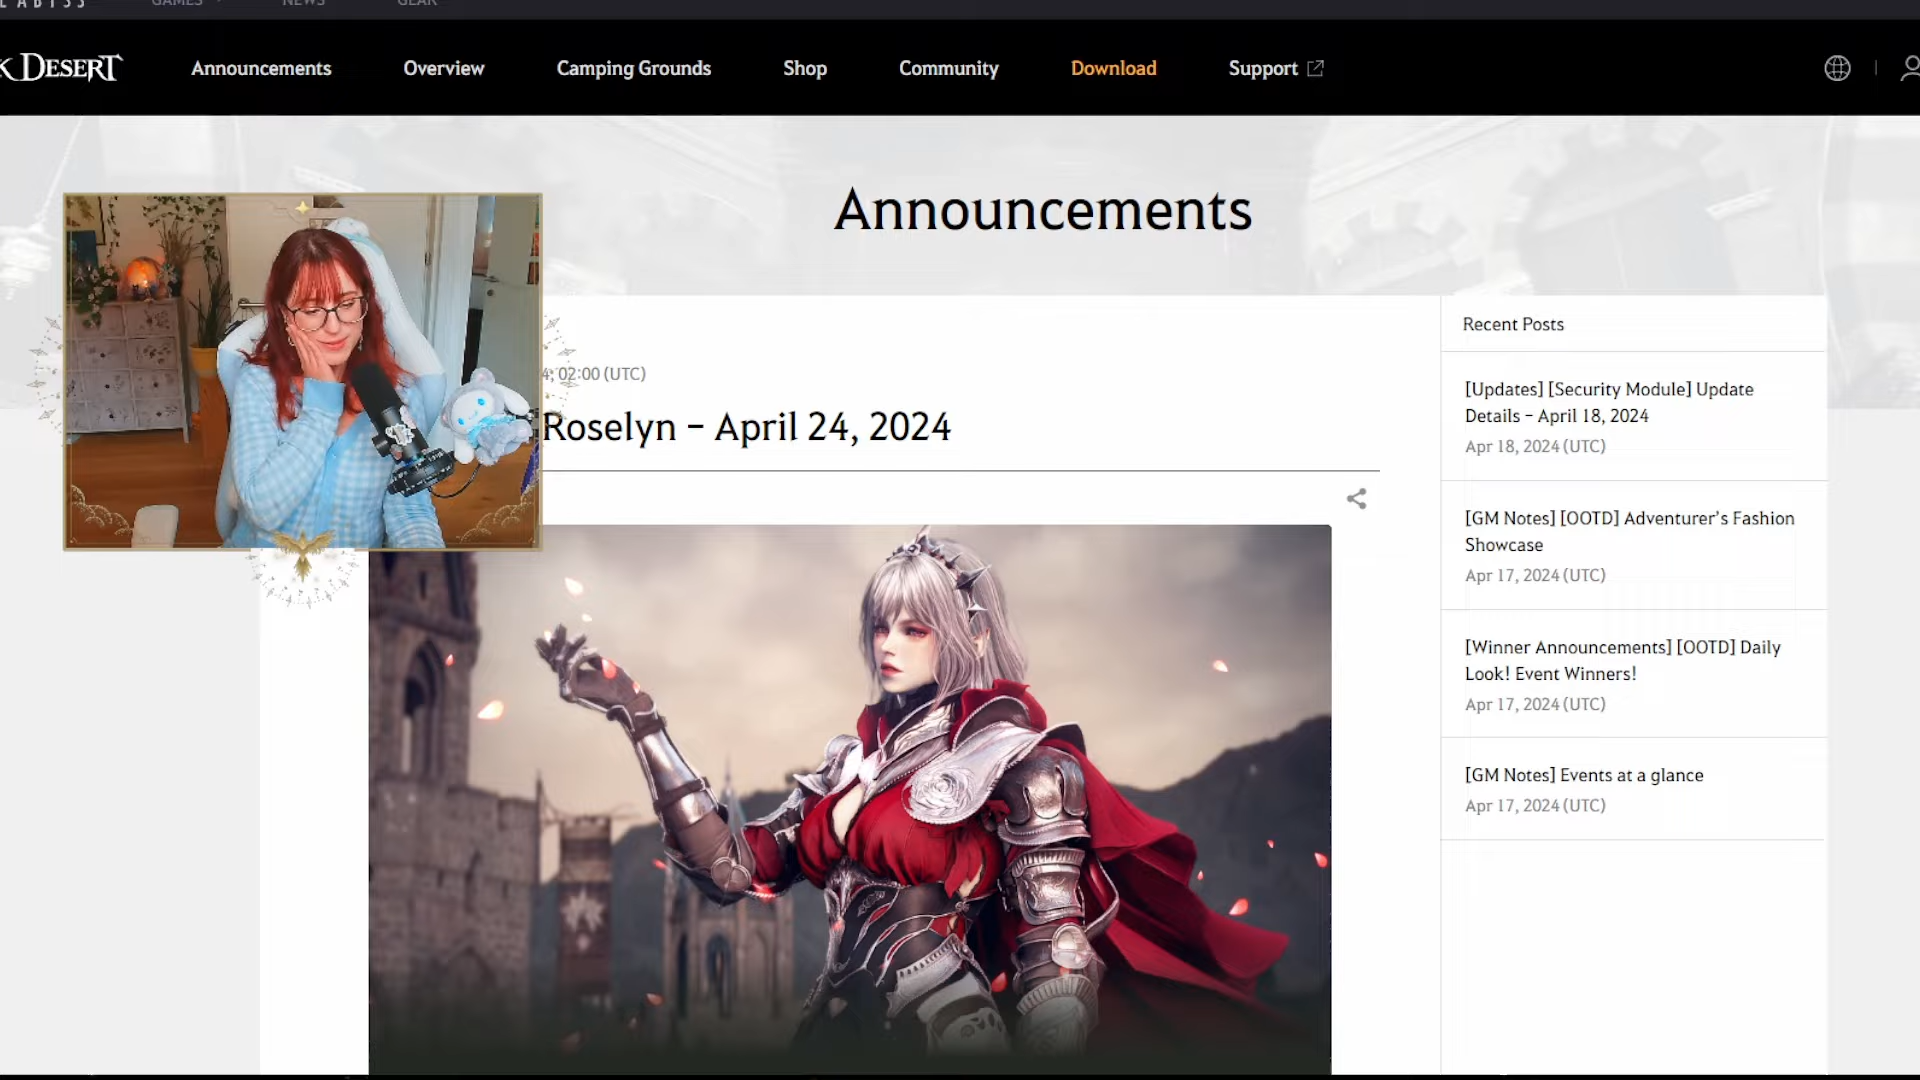 GAMES
NEWS
GEAR
DESERT
Announcements
Overview
Camping Grounds
Shop
Community
Download
Support
Announcements
02:00 (UTC)
Roselyn – April 24, 2024
Recent Posts
[Updates] [Security Module] Update
Details – April 18, 2024
Apr 18, 2024 (UTC)
[GM Notes] [OOTD] Adventurer's Fashion
Showcase
Apr 17, 2024 (UTC)
[Winner Announcements] [OOTD] Daily
Look! Event Winners!
Apr 17, 2024 (UTC)
[GM Notes] Events at a glance
Apr 17, 2024 (UTC)